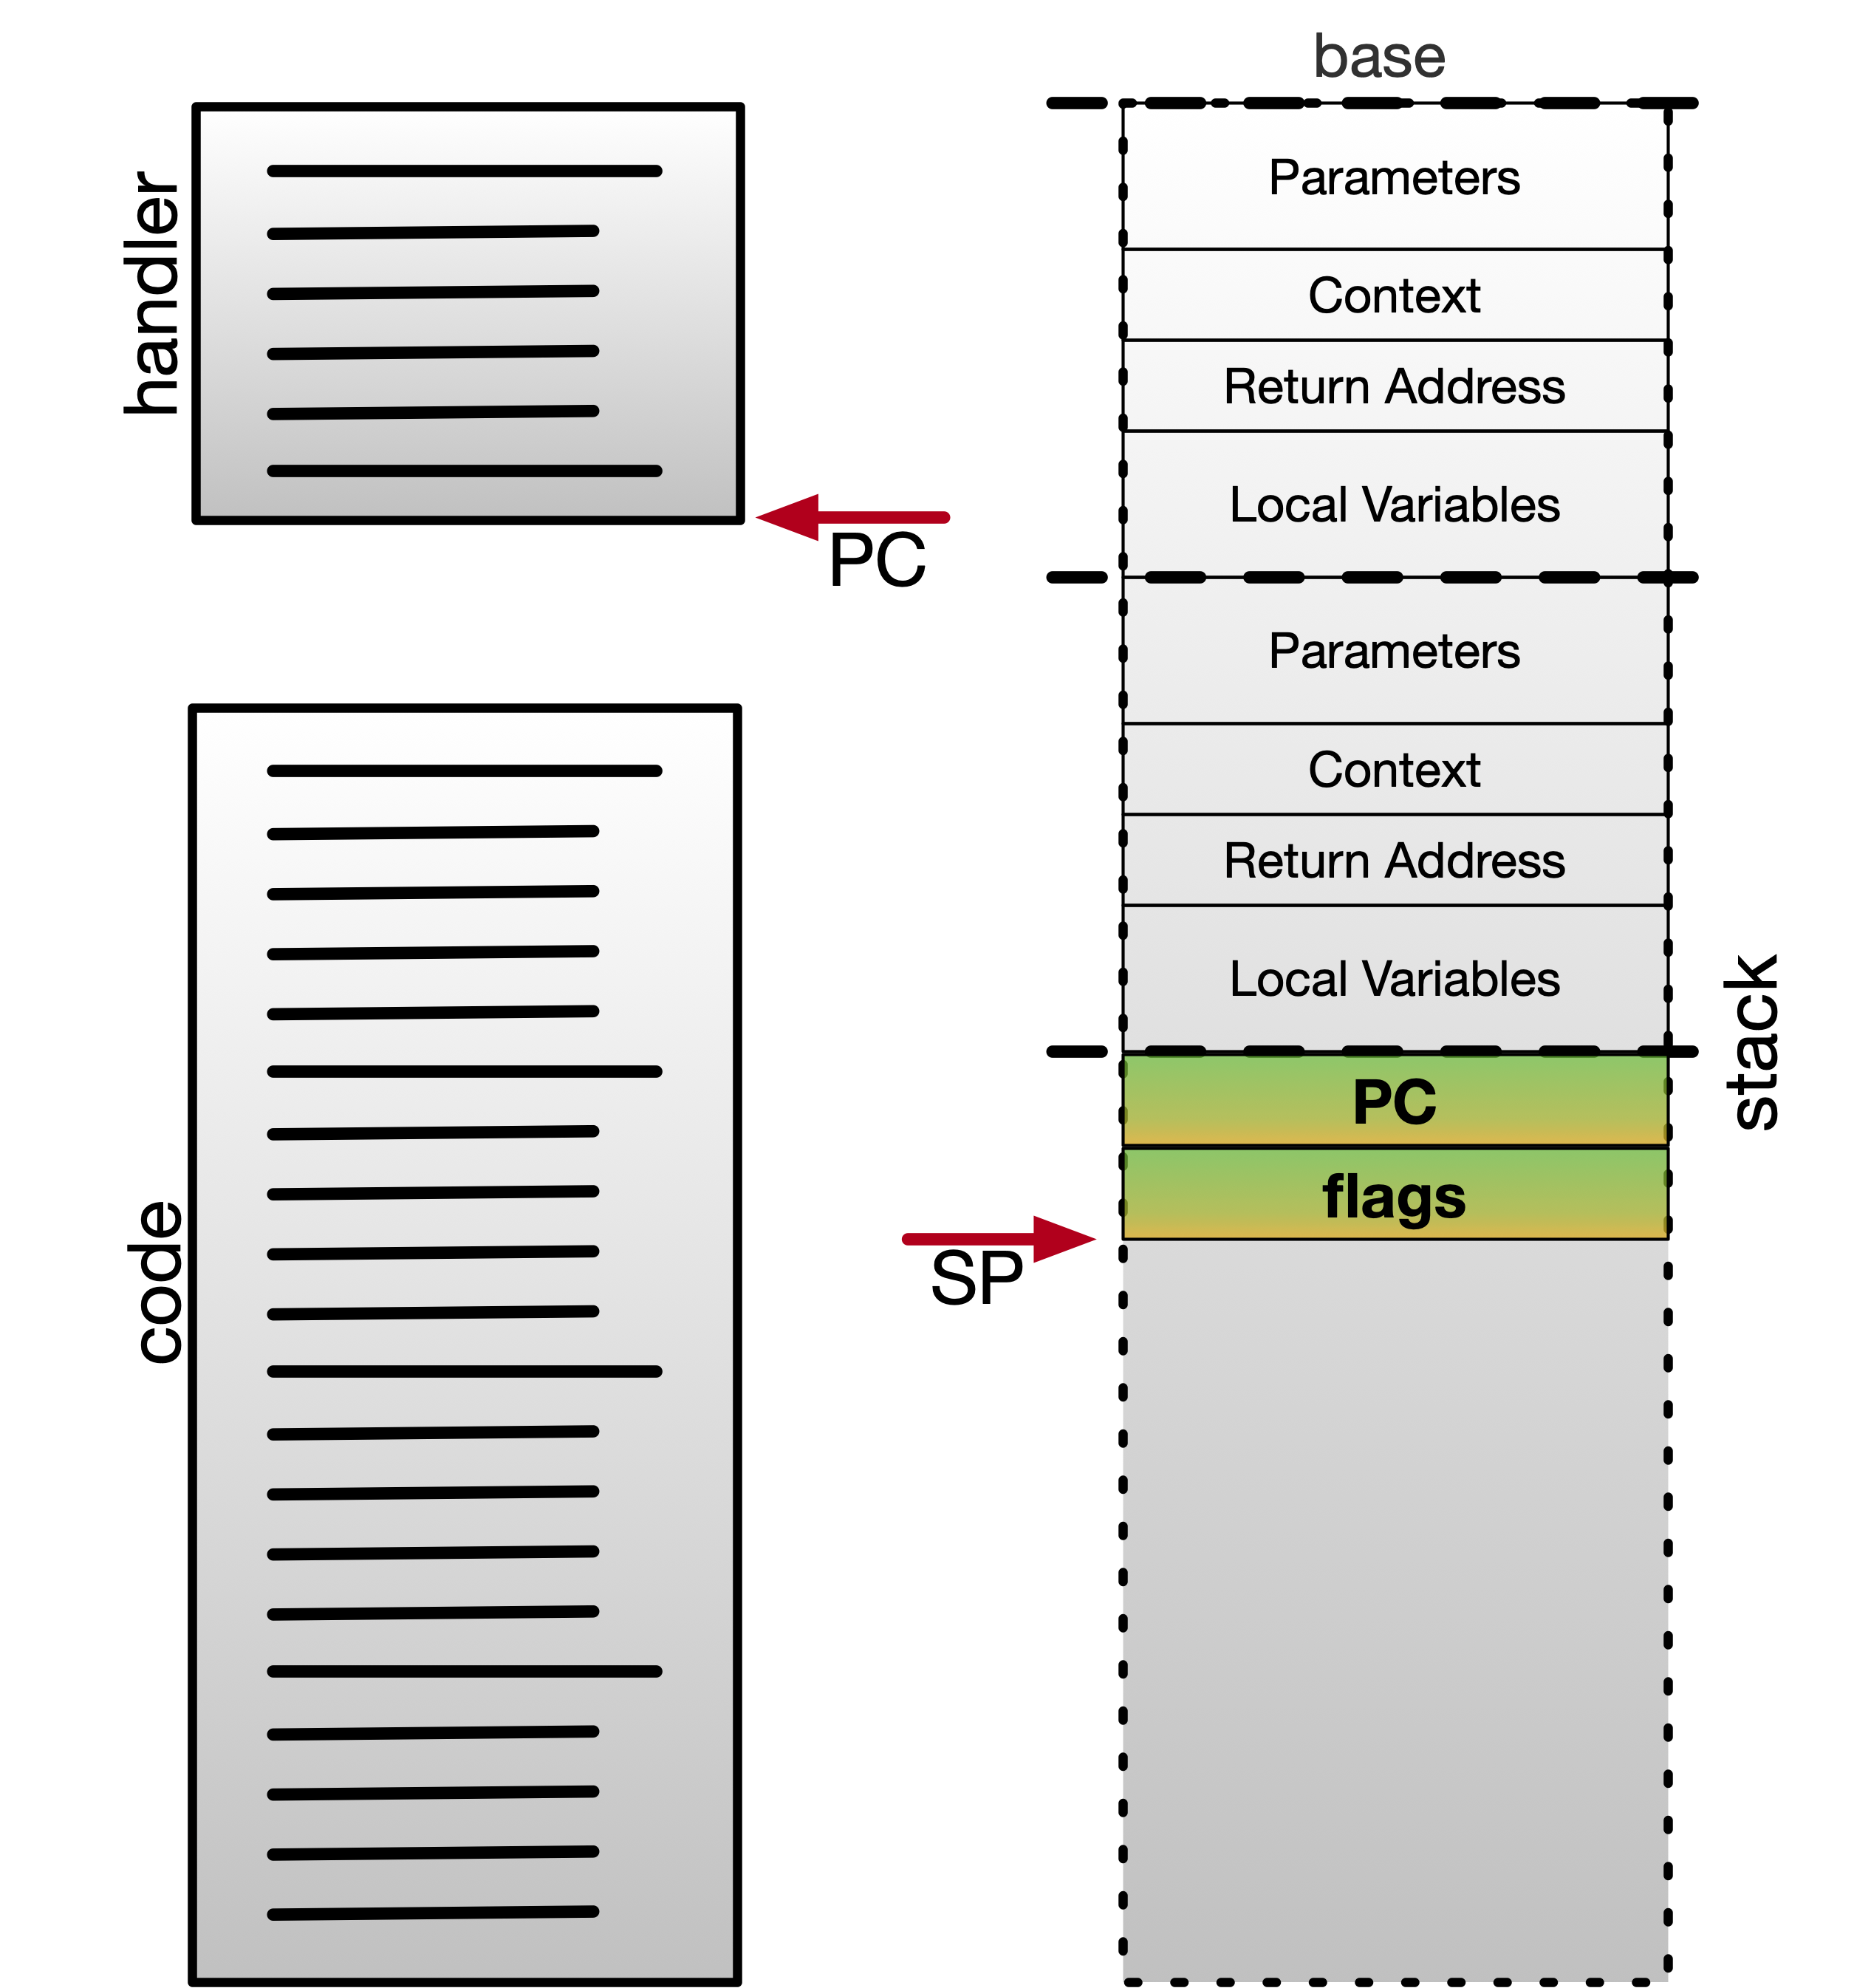 handler
PC
code
SP
base
Parameters
Context
Return Address
Local Variables
Parameters
Context
Return Address
Local Variables
PC
flags
stack